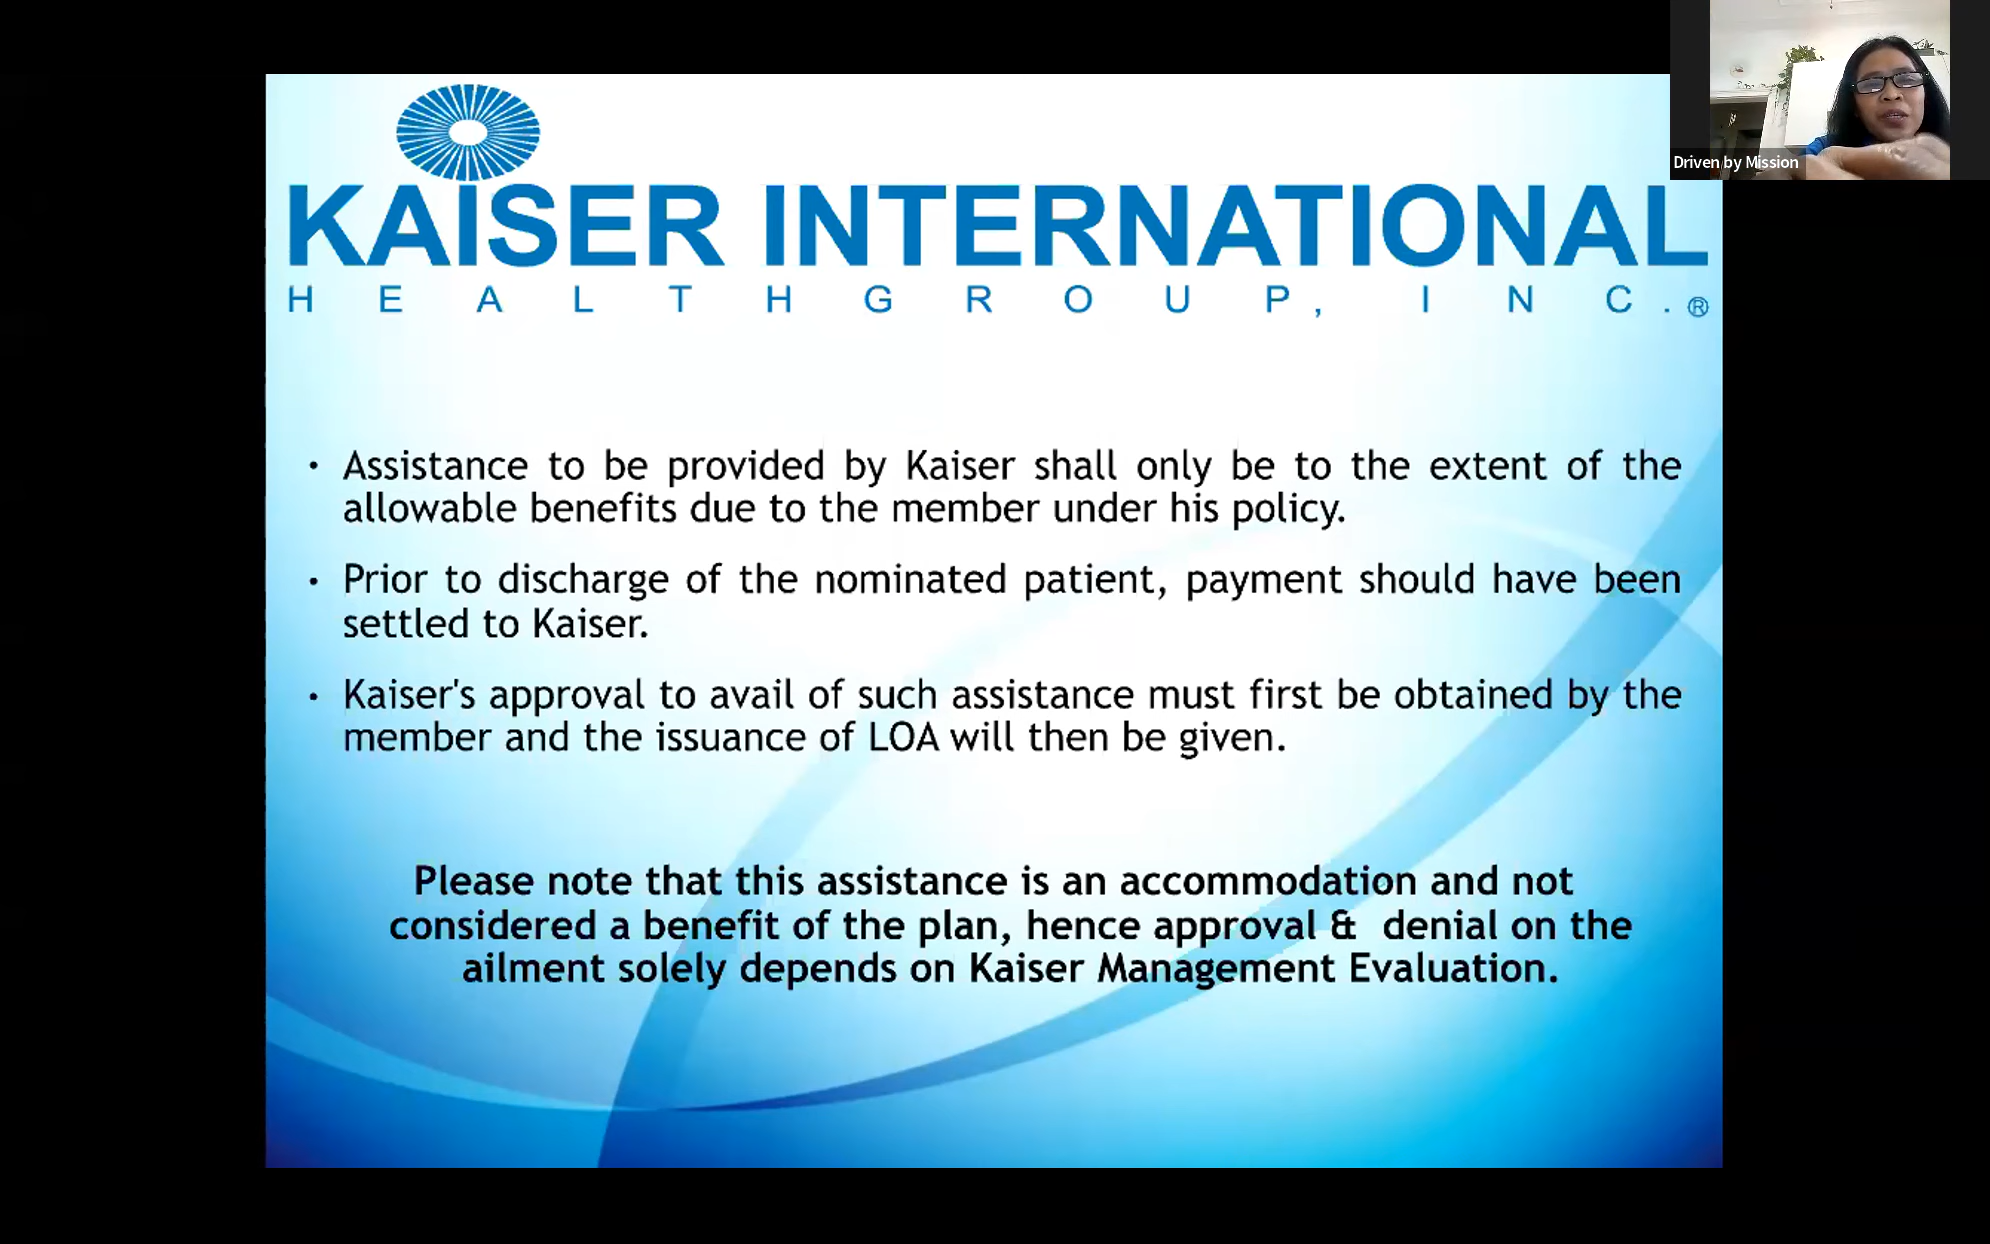 Driven by Mission
KAISER INTERNATIONAL
HEALTHGROUP, INC.®
• Assistance to be provided by Kaiser shall only be to the extent of the
allowable benefits due to the member under his policy.
• Prior to discharge of the nominated patient, payment should have been
settled to Kaiser.
• Kaiser's approval to avail of such assistance must first be obtained by the
member and the issuance of LOA will then be given.
Please note that this assistance is an accommodation and not
considered a benefit of the plan, hence approval & denial on the
ailment solely depends on Kaiser Management Evaluation.